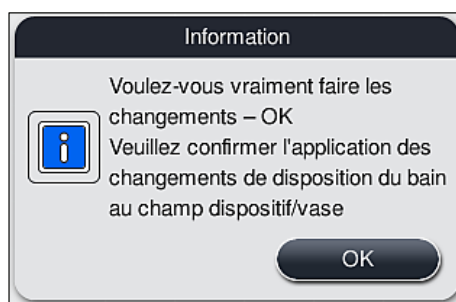 Information
Voulez-vous vraiment faire les
changements – OK
Veuillez confirmer l'application des
changements de disposition du bain
au champ dispositif/vase
OK